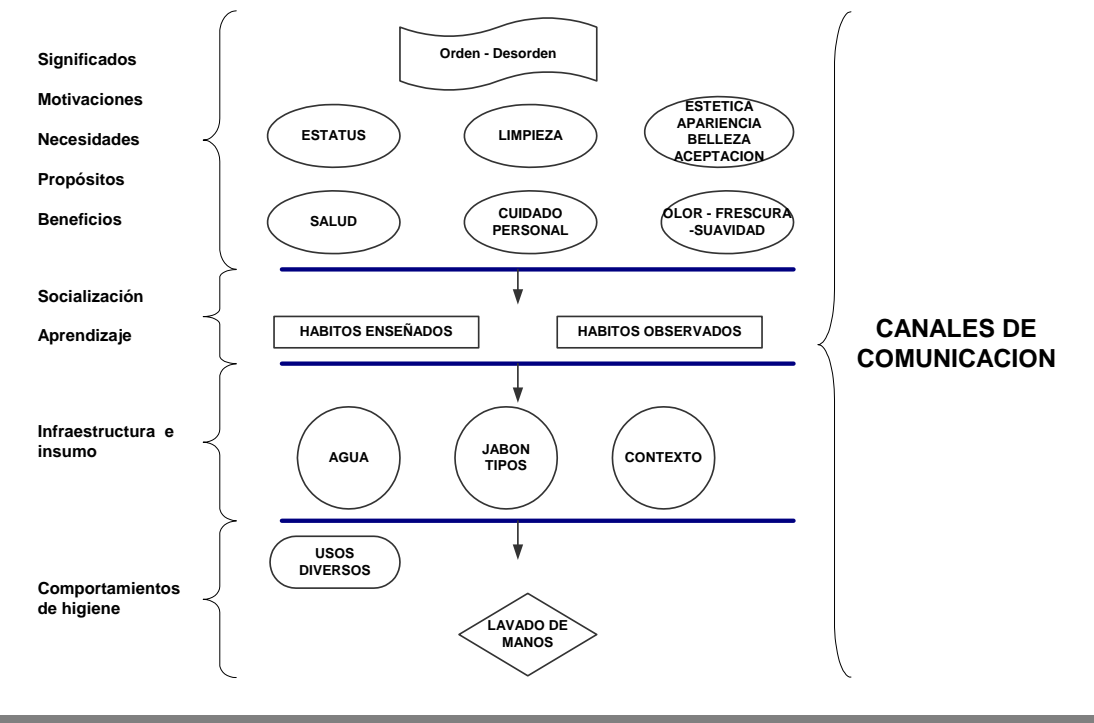 Significados
Motivaciones
Necesidades
Propósitos
Beneficios
Orden - Desorden
ESTATUS
LIMPIEZA
ESTETICA
APARIENCIA
BELLEZA
ACEPTACION
SALUD
CUIDADO
PERSONAL
OLOR - FRESCURA
-SUAVIDAD
Socialización
Aprendizaje
HABITOS ENSEÑADOS
HABITOS OBSERVADOS
CANALES DE
COMUNICACION
Infraestructura e
insumo
AGUA
JABON
TIPOS
CONTEXTO
Comportamientos
de higiene
USOS
DIVERSOS
LAVADO DE
MANOS